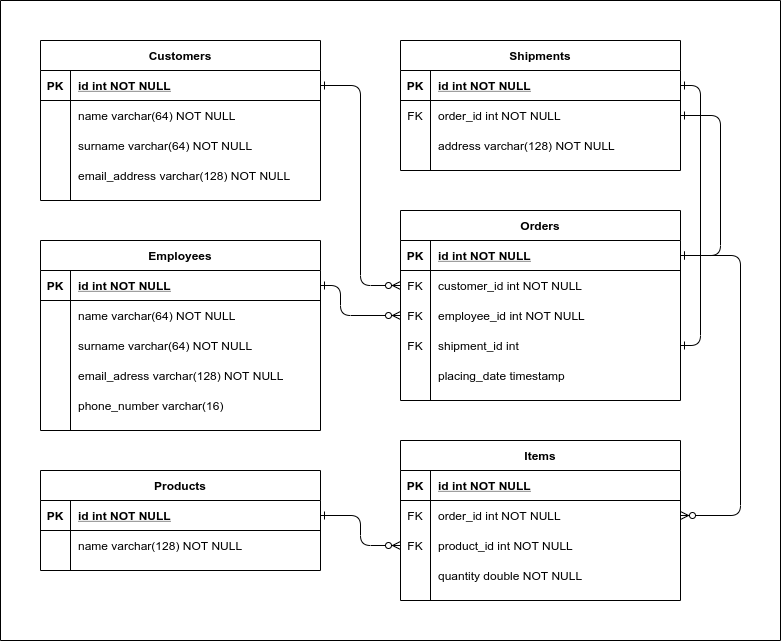 Customers
PK id int NOT NULL
name varchar(64) NOT NULL
surname varchar(64) NOT NULL
email_address varchar(128) NOT NULL
Shipments
PK id int NOT NULL
FK order_id int NOT NULL
address varchar(128) NOT NULL
Employees
PK id int NOT NULL
name varchar(64) NOT NULL
surname varchar(64) NOT NULL
email_adress varchar(128) NOT NULL
phone_number varchar(16)
Orders
PK id int NOT NULL
FK customer_id int NOT NULL
FK employee_id int NOT NULL
FK shipment_id int
placing_date timestamp
Products
PK id int NOT NULL
name varchar(128) NOT NULL
Items
PK id int NOT NULL
FK order_id int NOT NULL
FK product_id int NOT NULL
quantity double NOT NULL